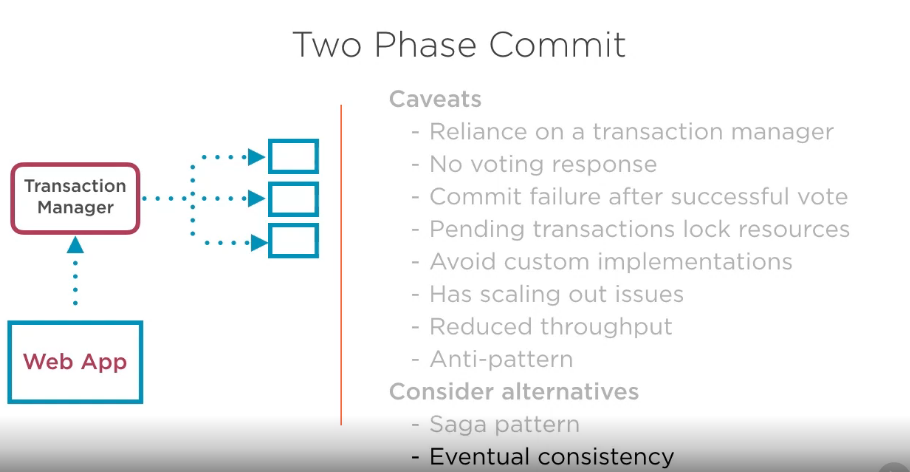 Two Phase Commit
Transaction
Manager
Web App
Caveats
- Reliance on a transaction manager
- No voting response
- Commit failure after successful vote
- Pending transactions lock resources
- Avoid custom implementations
- Has scaling out issues
- Reduced throughput
- Anti-pattern
Consider alternatives
- Saga pattern
- Eventual consistency